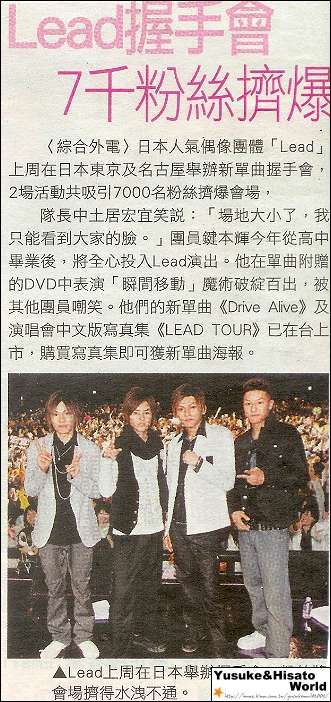 Lead握手會
7千粉絲擠爆
〈綜合外電〉日本人氣偶像團體「Lead」
上周在日本東京及名古屋舉辦新單曲握手會,
2場活動共吸引7000名粉絲擠爆會場,
隊長中土居宏宜笑説:「場地大小了,我
只能看到大家的臉。」團員鍵本輝今年從高中
畢業後,將全心投入Lead演出。他在單曲附贈
的DVD中表演「瞬間移動」魔術破綻百出,被
其他團員嘲笑。他們的新單曲《Drive Alive》及
演唱會中文版寫真集《LEAD TOUR》已在台上
市,購買寫真集即可獲新單曲海報。
▲Lead上周在日本舉辦握手會
會場擠得水洩不通。
Yusuke&Hisato
World